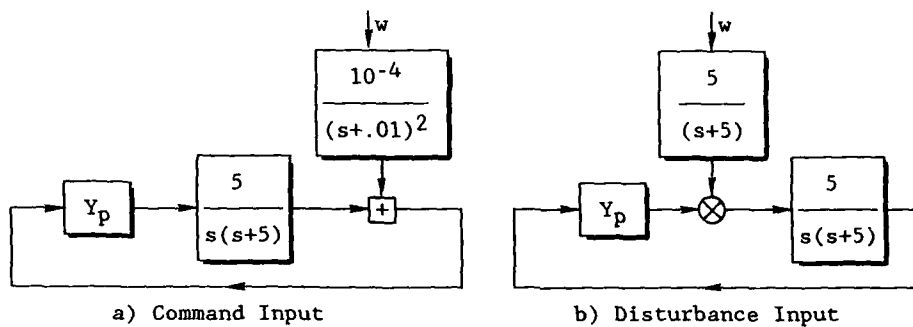 w
10-4
(s+.01)2
Yp
5
s(s+5)
+
a) Command Input
w
5
(s+5)
Yp
5
s(s+5)
b) Disturbance Input